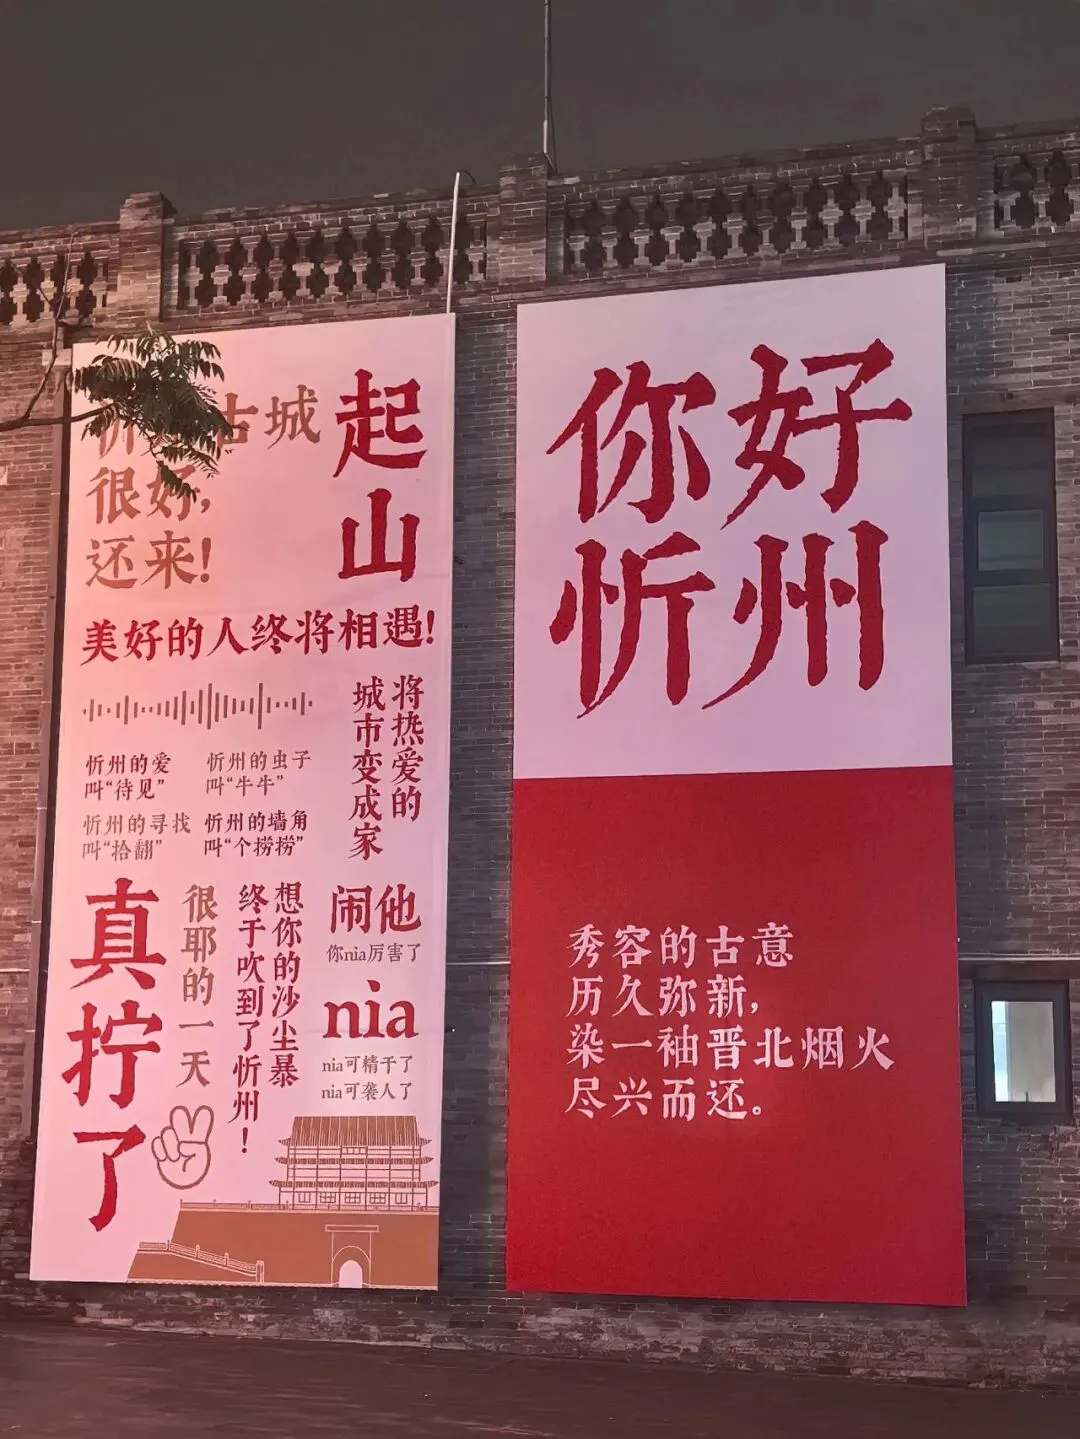 古城
很好，
还来！
起山
美好的人终将相遇！
将热爱的
城市变成家
忻州的爱
叫“待见”
忻州的虫子
叫“牛牛”
忻州的寻找
叫“拾翻”
忻州的墙角
叫“个捞捞”
真拧了
很耶的一天
想你的沙尘暴
终于吹到了忻州！
闹他
你nia厉害了
nia
nia可精干了
nia可袭人了
你好
忻州
秀容的古意
历久弥新，
染一袖晋北烟火
尽兴而还。